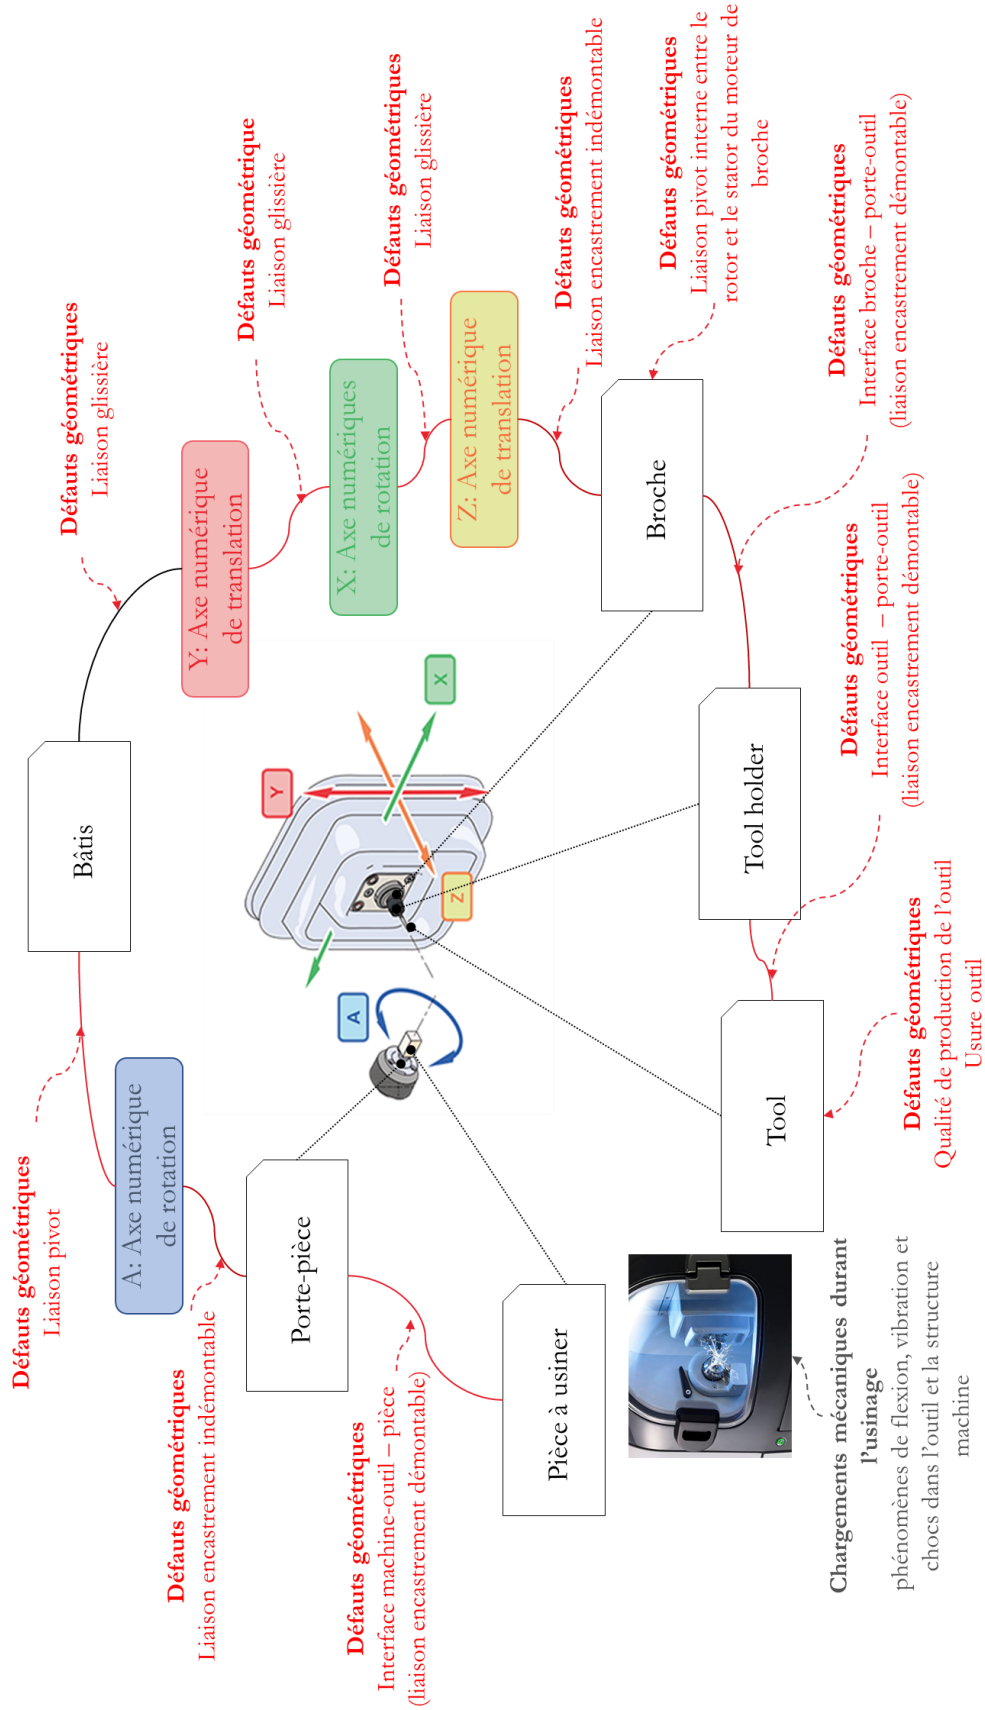 Défauts géométriques
Liaison pivot
A: Axe numérique
de rotation
Défauts géométriques
Liaison encastrement indémontable
Porte-pièce
Défauts géométriques
Interface machine-outil – pièce
(liaison encastrement démontable)
Pièce à usiner
Bâtis
Défauts géométriques
Liaison glissière
Y: Axe numérique
de translation
Défauts géométrique
Liaison glissière
X: Axe numériques
de rotation
Défauts géométriques
Liaison glissière
Z: Axe numérique
de translation
Défauts géométriques
Liaison encastrement indémontable
Broche
Défauts géométriques
Liaison pivot interne entre le
rotor et le stator du moteur de
broche
Défauts géométriques
Interface broche – porte-outil
(liaison encastrement démontable)
Tool holder
Défauts géométriques
Interface outil – porte-outil
(liaison encastrement démontable)
Tool
Défauts géométriques
Qualité de production de l'outil
Usure outil
A
Y
X
Z
Chargements mécaniques durant
l'usinage
phénomènes de flexion, vibration et
chocs dans l'outil et la structure
machine